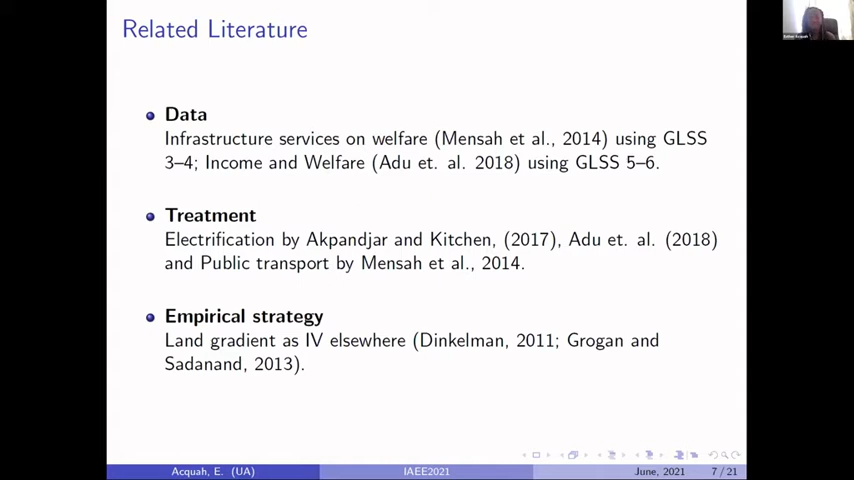 Related Literature
Data
Infrastructure services on welfare (Mensah et al., 2014) using GLSS
3–4; Income and Welfare (Adu et. al. 2018) using GLSS 5–6.
Treatment
Electrification by Akpandjar and Kitchen, (2017), Adu et. al. (2018)
and Public transport by Mensah et al., 2014.
Empirical strategy
Land gradient as IV elsewhere (Dinkelman, 2011; Grogan and
Sadanand, 2013).
Acquah, E. (UA) IAEE2021 June, 2021 7 / 21
Esther Acquah